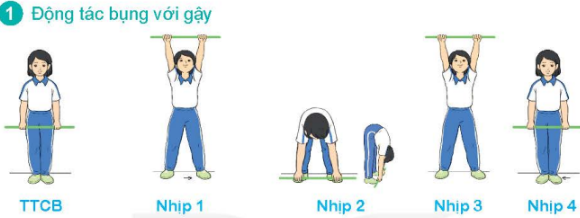 1 Động tác bụng với gậy
TTCB Nhịp 1 Nhịp 2 Nhịp 3 Nhịp 4